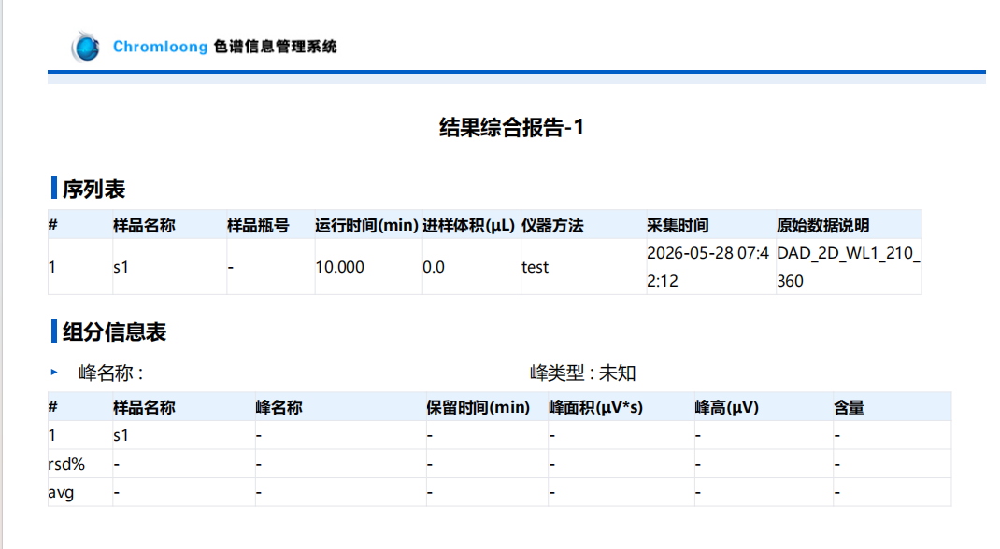 Chromloong 色谱信息管理系统
结果综合报告-1
序列表
# 样品名称 样品瓶号 运行时间(min) 进样体积(μL) 仪器方法 采集时间 原始数据说明
1 s1 - 10.000 0.0 test 2026-05-28 07:4 DAD_2D_WL1_210_
2:12 360
组分信息表
峰名称 : 峰类型 : 未知
# 样品名称 峰名称 保留时间(min) 峰面积(μV*s) 峰高(μV) 含量
1 s1 - - - - -
rsd% - - - - - -
avg - - - - - -